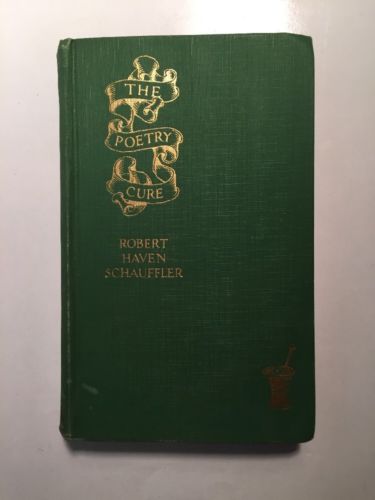 THE
POETRY
CURE
ROBERT
HAVEN
SCHAUFFLER